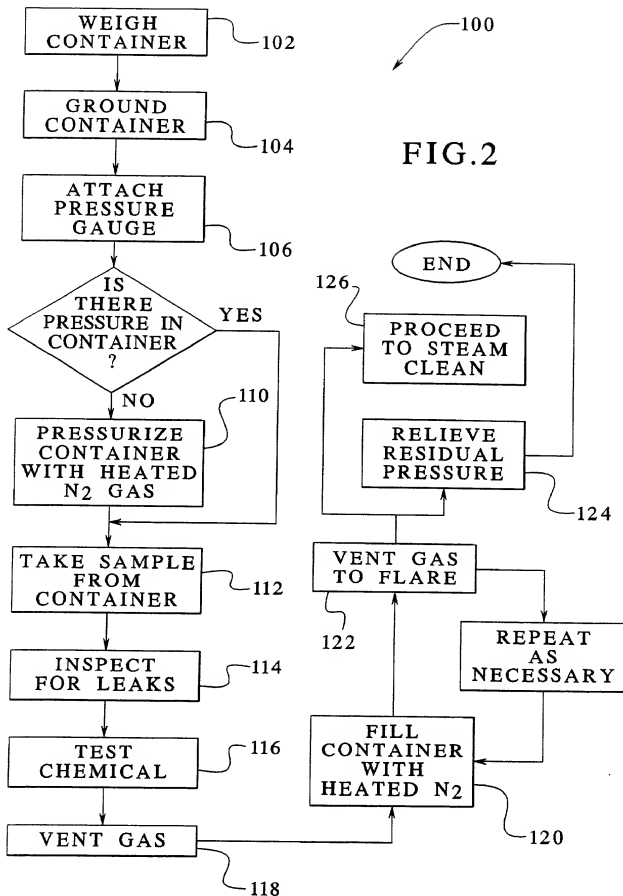 WEIGH
CONTAINER
102
GROUND
CONTAINER
104
ATTACH
PRESSURE
GAUGE
106
IS
THERE
PRESSURE IN
CONTAINER
?
YES
NO
110
PRESSURIZE
CONTAINER
WITH HEATED
N2 GAS
TAKE SAMPLE
FROM
CONTAINER
112
INSPECT
FOR LEAKS
114
TEST
CHEMICAL
116
VENT GAS
118
100
FIG.2
END
126
PROCEED
TO STEAM
CLEAN
RELIEVE
RESIDUAL
PRESSURE
124
VENT GAS
TO FLARE
122
REPEAT
AS
NECESSARY
FILL
CONTAINER
WITH
HEATED N2
120